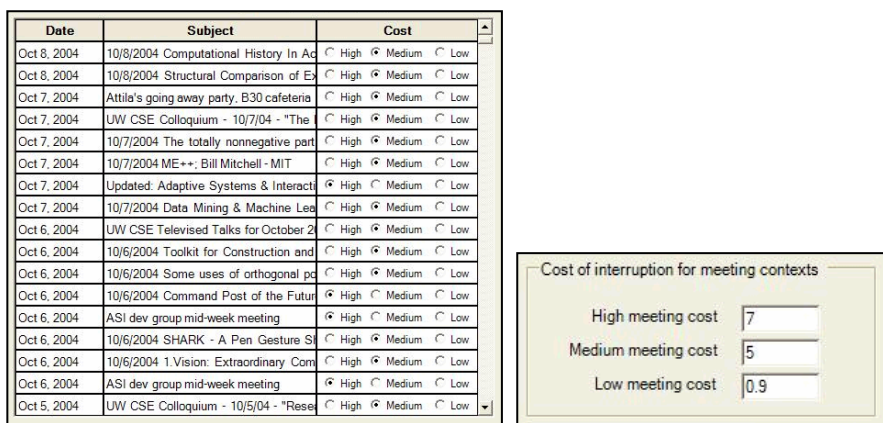 Date Subject Cost
Oct 8, 2004 10/8/2004 Computational History In Ac High Medium Low
Oct 8, 2004 10/8/2004 Structural Comparison of Ex High Medium Low
Oct 7, 2004 Attila's going away party, B30 cafeteria High Medium Low
Oct 7, 2004 UW CSE Colloquium - 10/7/04 - "The High Medium Low
Oct 7, 2004 10/7/2004 The totally nonnegative part High Medium Low
Oct 7, 2004 10/7/2004 ME++; Bill Mitchell - MIT High Medium Low
Oct 7, 2004 Updated: Adaptive Systems & Interacti High Medium Low
Oct 7, 2004 10/7/2004 Data Mining & Machine Lea High Medium Low
Oct 6, 2004 UW CSE Televised Talks for October 2 High Medium Low
Oct 6, 2004 10/6/2004 Toolkit for Construction and High Medium Low
Oct 6, 2004 10/6/2004 Some uses of orthogonal po High Medium Low
Oct 6, 2004 10/6/2004 Command Post of the Futur High Medium Low
Oct 6, 2004 ASI dev group mid-week meeting High Medium Low
Oct 6, 2004 10/6/2004 SHARK - A Pen Gesture S High Medium Low
Oct 6, 2004 10/6/2004 1.Vision: Extraordinary Com High Medium Low
Oct 6, 2004 ASI dev group mid-week meeting High Medium Low
Oct 5, 2004 UW CSE Colloquium - 10/5/04 - "Rese High Medium Low
Cost of interruption for meeting contexts
High meeting cost 7
Medium meeting cost 5
Low meeting cost 0.9